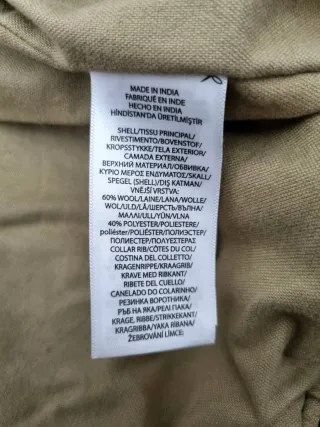 MADE IN INDIA
FABRIQUÉ EN INDE
HECHO EN INDIA
HİNDİSTAN'DA ÜRETİLMİŞTİR
SHELL/TISSU PRINCIPAL/
RIVESTIMENTO/BOVENSTOF/
KROPSSTYKKE/TELA EXTERIOR/
CAMADA EXTERNA/
ВЕРХНИЙ МАТЕРИАЛ/ОБВИВКА/
ΚΥΡΙΟ ΜΕΡΟΣ ΕΝΔΥΜΑΤΟΣ/SKALL/
SPEGEL (SHELL)/DIŞ KATMAN/
VNĚJŠÍ VRSTVA:
60% WOOL/LAINE/LANA/WOLLE/
WOL/ULD/LÃ/ШЕРСТЬ/ВЪЛНА/
ΜΑΛΛΙ/ULL/YÜN/VLNA
40% POLYESTER/POLIESTERE/
poliéster/POLIÉSTER/ПОЛИЭСТЕР/
ПОЛИЕСТЕР/ΠΟΛΥΕΣΤΕΡΑΣ
COLLAR RIB/CÔTES DU COL/
COSTINA DEL COLLETTO/
KRAGENRIPPE/KRAAGRIB/
KRAVE MED RIBKANT/
RIBETE DEL CUELLO/
CANELADO DO COLARINHO/
РЕЗИНКА ВОРОТНИКА/
РЪБ НА ЯКА/ΡΕΛΙ ΓΙΑΚΑ/
KRAGE, RIBBE/STRIKKEKANT/
KRAGRIBBA/YAKA RİBANA/
ŽEBROVÁNÍ LÍMCE: